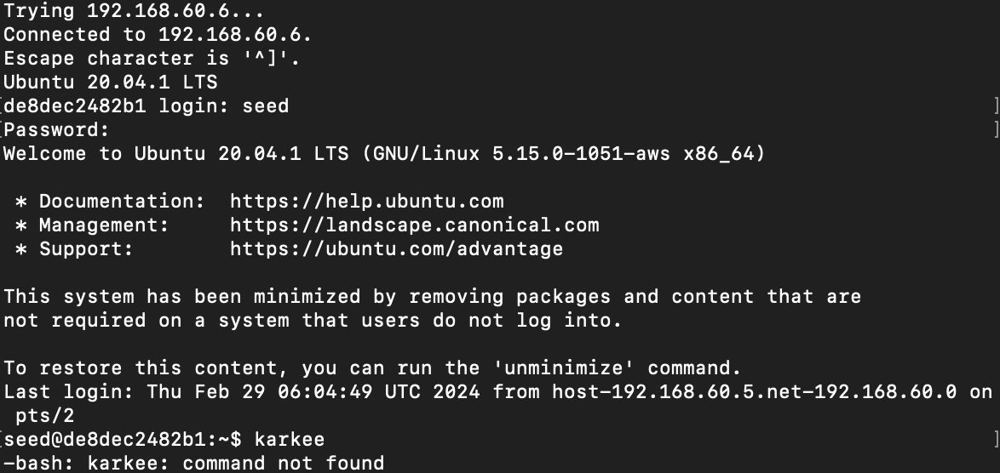 Trying 192.168.60.6...
Connected to 192.168.60.6.
Escape character is '^]'.
Ubuntu 20.04.1 LTS
[de8dec2482b1 login: seed ]
[Password: ]
Welcome to Ubuntu 20.04.1 LTS (GNU/Linux 5.15.0-1051-aws x86_64)
* Documentation:  https://help.ubuntu.com
* Management:     https://landscape.canonical.com
* Support:        https://ubuntu.com/advantage
This system has been minimized by removing packages and content that are
not required on a system that users do not log into.
To restore this content, you can run the 'unminimize' command.
Last login: Thu Feb 29 06:04:49 UTC 2024 from host-192.168.60.5.net-192.168.60.0 on
pts/2
[seed@de8dec2482b1:~$ karkee ]
-bash: karkee: command not found